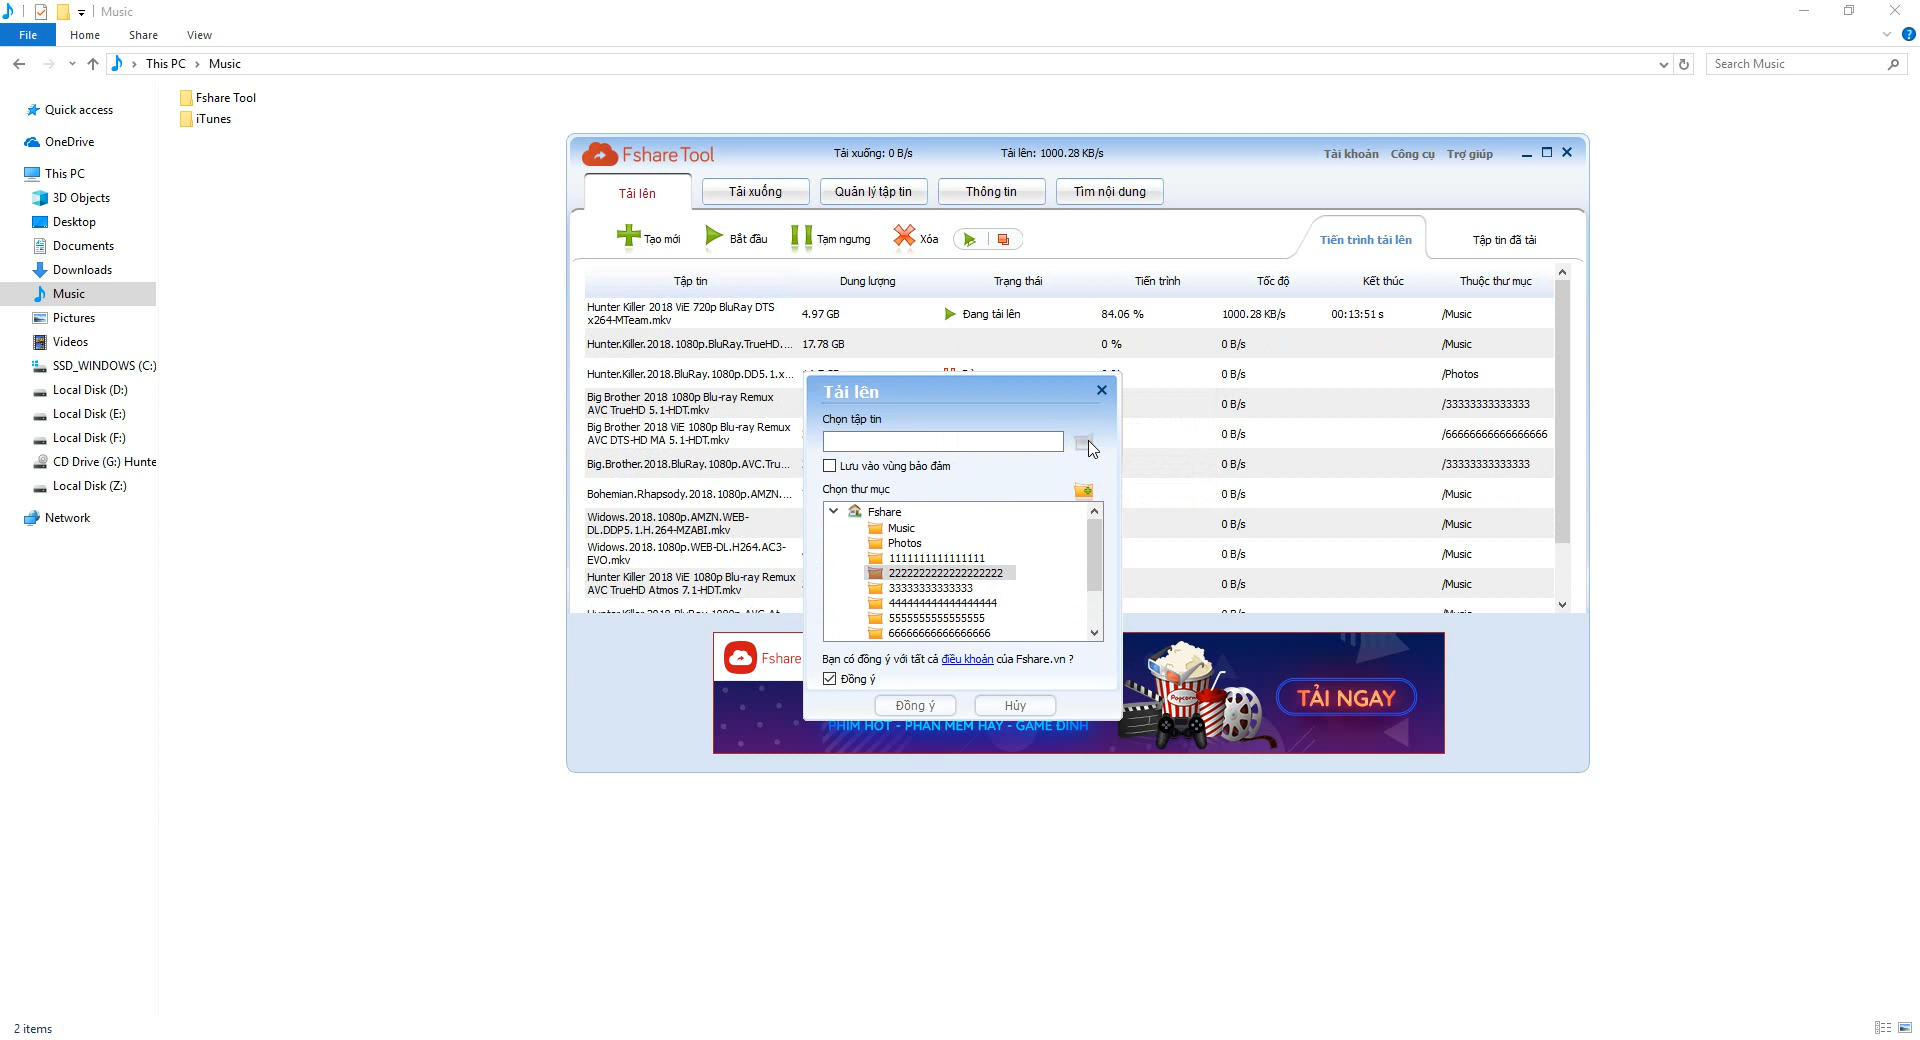 Music
File Home Share View
This PC Music
Search Music
Quick access
OneDrive
This PC
3D Objects
Desktop
Documents
Downloads
Music
Pictures
Videos
SSD_WINDOWS (C:)
Local Disk (D:)
Local Disk (E:)
Local Disk (F:)
CD Drive (G:) Hunte
Local Disk (Z:)
Network
Fshare Tool
iTunes
Fshare Tool
Tải xuống: 0 B/s
Tải lên: 1000.28 KB/s
Tài khoản Công cụ Trợ giúp
Tải lên Tải xuống Quản lý tập tin Thông tin Tìm nội dung
Tạo mới Bắt đầu Tạm ngưng Xóa
Tiến trình tải lên Tập tin đã tải
Tập tin Dung lượng Trạng thái Tiến trình Tốc độ Kết thúc Thuộc thư mục
Hunter Killer 2018 ViE 720p BluRay DTS
x264-MTeam.mkv
4.97 GB Đang tải lên 84.06 % 1000.28 KB/s 00:13:51 s /Music
Hunter.Killer.2018.1080p.BluRay.TrueHD.... 17.78 GB 0 % 0 B/s /Music
Hunter.Killer.2018.BluRay.1080p.DD5.1.x... 0 B/s /Photos
Big Brother 2018 1080p Blu-ray Remux
AVC TrueHD 5.1-HDT.mkv
0 B/s /33333333333333
Big Brother 2018 ViE 1080p Blu-ray Remux
AVC DTS-HD MA 5.1-HDT.mkv
0 B/s /66666666666666666
Big.Brother.2018.BluRay.1080p.AVC.Tru... 0 B/s /33333333333333
Bohemian.Rhapsody.2018.1080p.AMZN.... 0 B/s /Music
Widows.2018.1080p.AMZN.WEB-
DL.DDP5.1.H.264-MZABI.mkv
0 B/s /Music
Widows.2018.1080p.WEB-DL.H264.AC3-
EVO.mkv
0 B/s /Music
Hunter Killer 2018 ViE 1080p Blu-ray Remux
AVC TrueHD Atmos 7.1-HDT.mkv
0 B/s /Music
Tải lên
Chọn tập tin
Lưu vào vùng bảo đảm
Chọn thư mục
Fshare
Music
Photos
1111111111111111
2222222222222222222
33333333333333
444444444444444444
5555555555555555
66666666666666666
Bạn có đồng ý với tất cả điều khoản của Fshare.vn ?
Đồng ý
Đồng ý Hủy
Fshare
PHIM HOT - PHẦN MỀM HAY - GAME ĐỈNH
Popcorn
TẢI NGAY
2 items